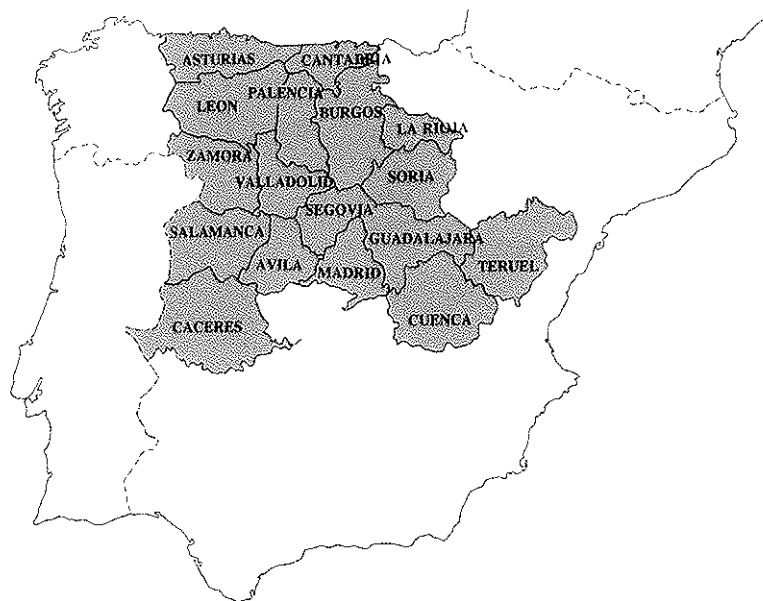 ASTURIAS
CANTABRIA
LEON
PALENCIA
BURGOS
LA RIOJA
ZAMORA
VALLADOLID
SORIA
SEGOVIA
SALAMANCA
GUADALAJARA
AVILA
MADRID
TERUEL
CACERES
CUENCA